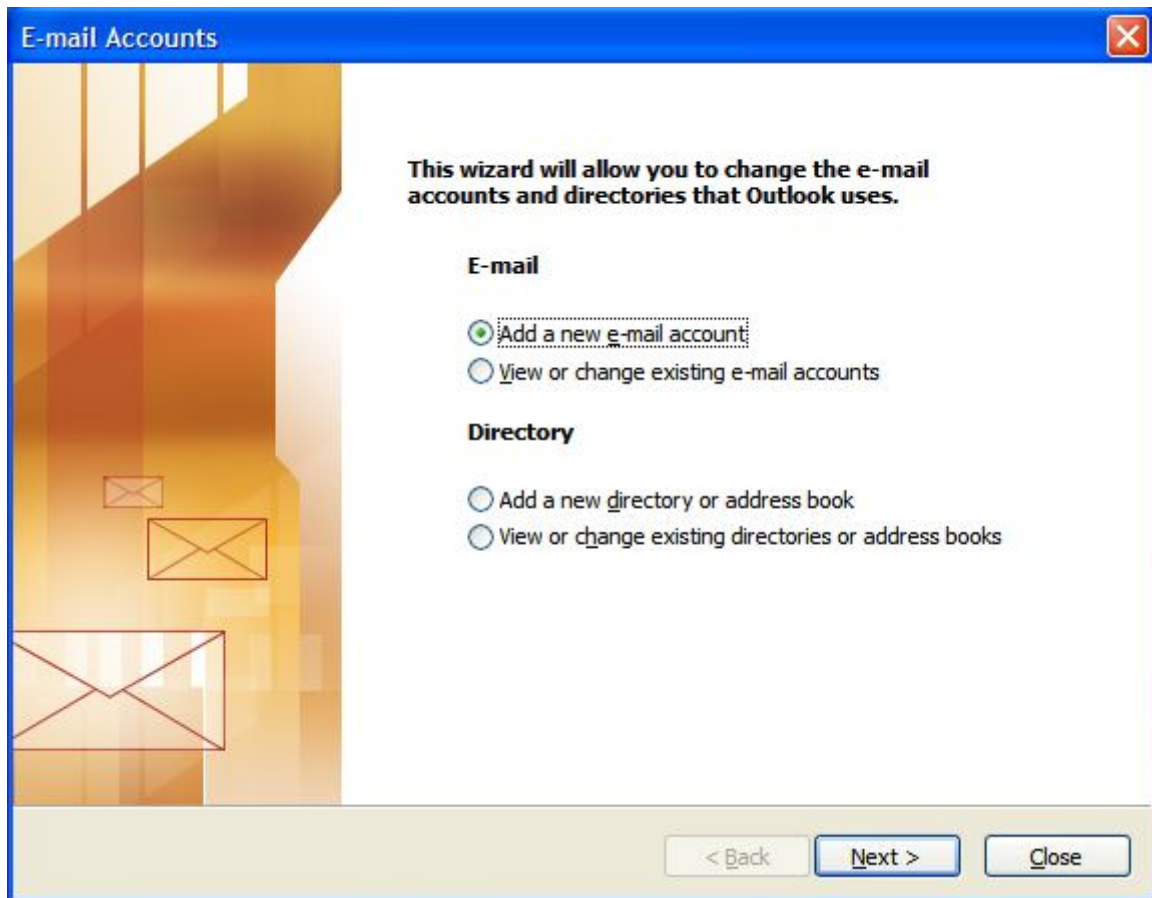 E-mail Accounts
This wizard will allow you to change the e-mail
accounts and directories that Outlook uses.
E-mail
Add a new e-mail account
View or change existing e-mail accounts
Directory
Add a new directory or address book
View or change existing directories or address books
< Back Next > Close